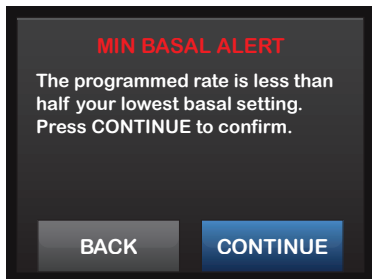 MIN BASAL ALERT
The programmed rate is less than
half your lowest basal setting.
Press CONTINUE to confirm.
BACK
CONTINUE